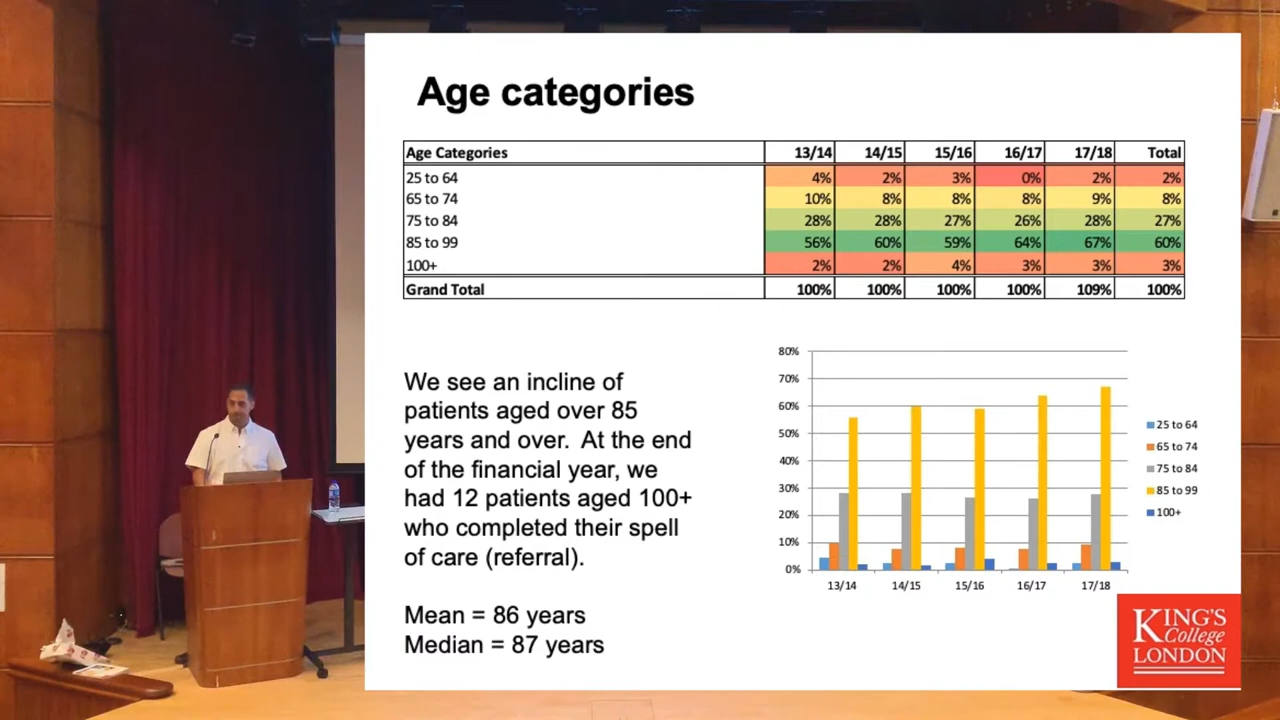 Age categories
Age Categories 13/14 14/15 15/16 16/17 17/18 Total
25 to 64 4% 2% 3% 0% 2% 2%
65 to 74 10% 8% 8% 8% 9% 8%
75 to 84 28% 28% 27% 26% 28% 27%
85 to 99 56% 60% 59% 64% 67% 60%
100+ 2% 2% 4% 3% 3% 3%
Grand Total 100% 100% 100% 100% 109% 100%
We see an incline of
patients aged over 85
years and over. At the end
of the financial year, we
had 12 patients aged 100+
who completed their spell
of care (referral).
Mean = 86 years
Median = 87 years
80%
70%
60%
50%
40%
30%
20%
10%
0%
13/14 14/15 15/16 16/17 17/18
25 to 64
65 to 74
75 to 84
85 to 99
100+
KING'S
College
LONDON